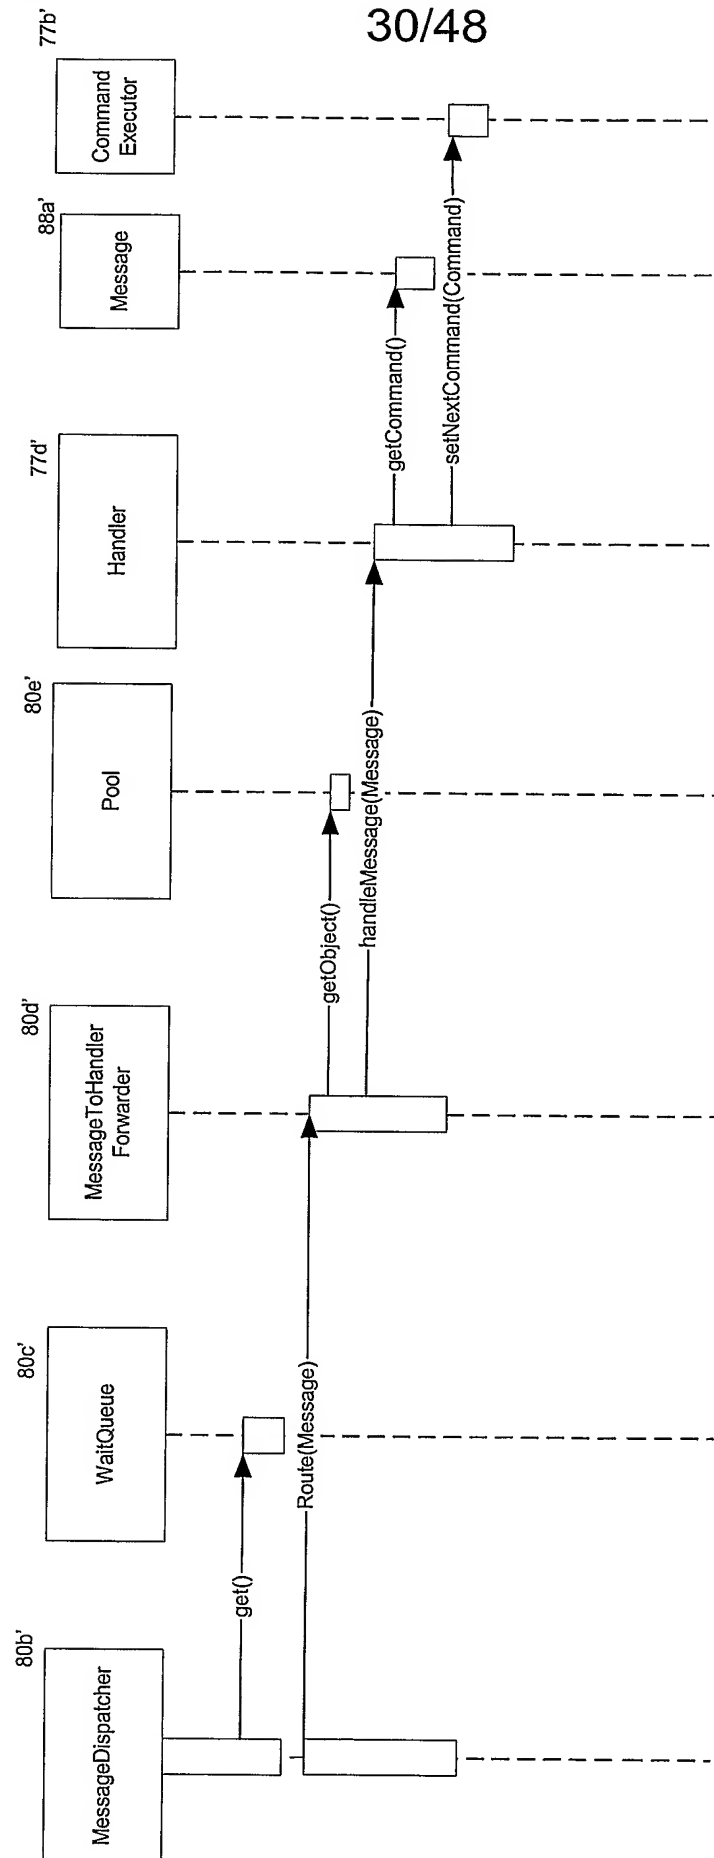 30/48
80b'
MessageDispatcher
80c'
WaitQueue
80d'
MessageToHandler
Forwarder
80e'
Pool
77d'
Handler
88a'
Message
77b'
Command
Executor
get()
Route(Message)
getObject()
handleMessage(Message)
getCommand()
setNextCommand(Command)